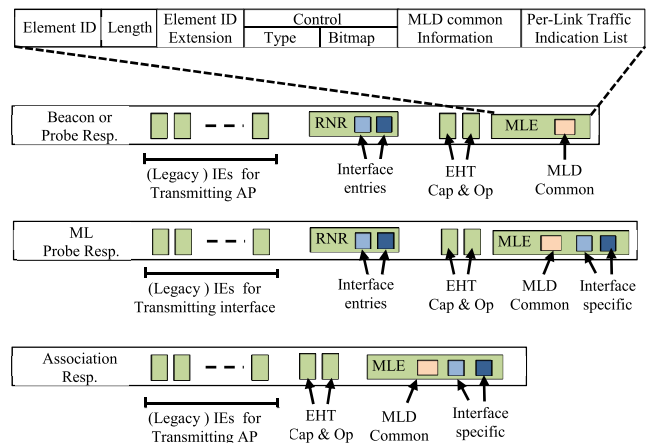 Element ID Length Element ID Extension Control Type Bitmap MLD common Information Per-Link Traffic Indication List
Beacon or Probe Resp. RNR MLE
(Legacy ) IEs for Transmitting AP
Interface entries
EHT Cap & Op
MLD Common
ML Probe Resp. RNR MLE
(Legacy ) IEs for Transmitting interface
Interface entries
EHT Cap & Op
MLD Common
Interface specific
Association Resp. MLE
(Legacy ) IEs for Transmitting AP
EHT Cap & Op
MLD Common
Interface specific